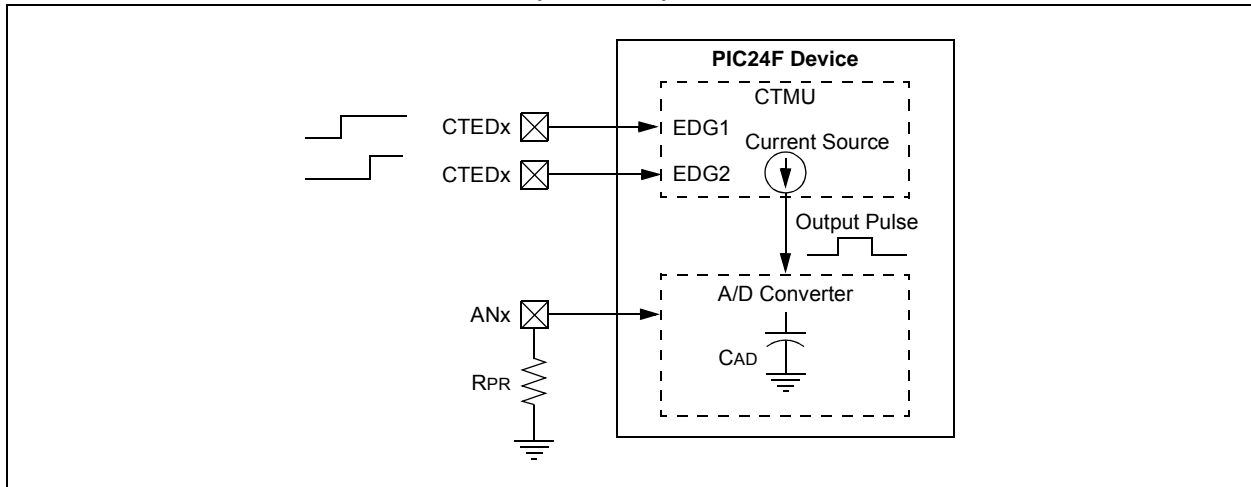 PIC24F Device
CTMU
CTEDx
EDG1
Current Source
CTEDx
EDG2
Output Pulse
A/D Converter
ANx
CAD
RPR